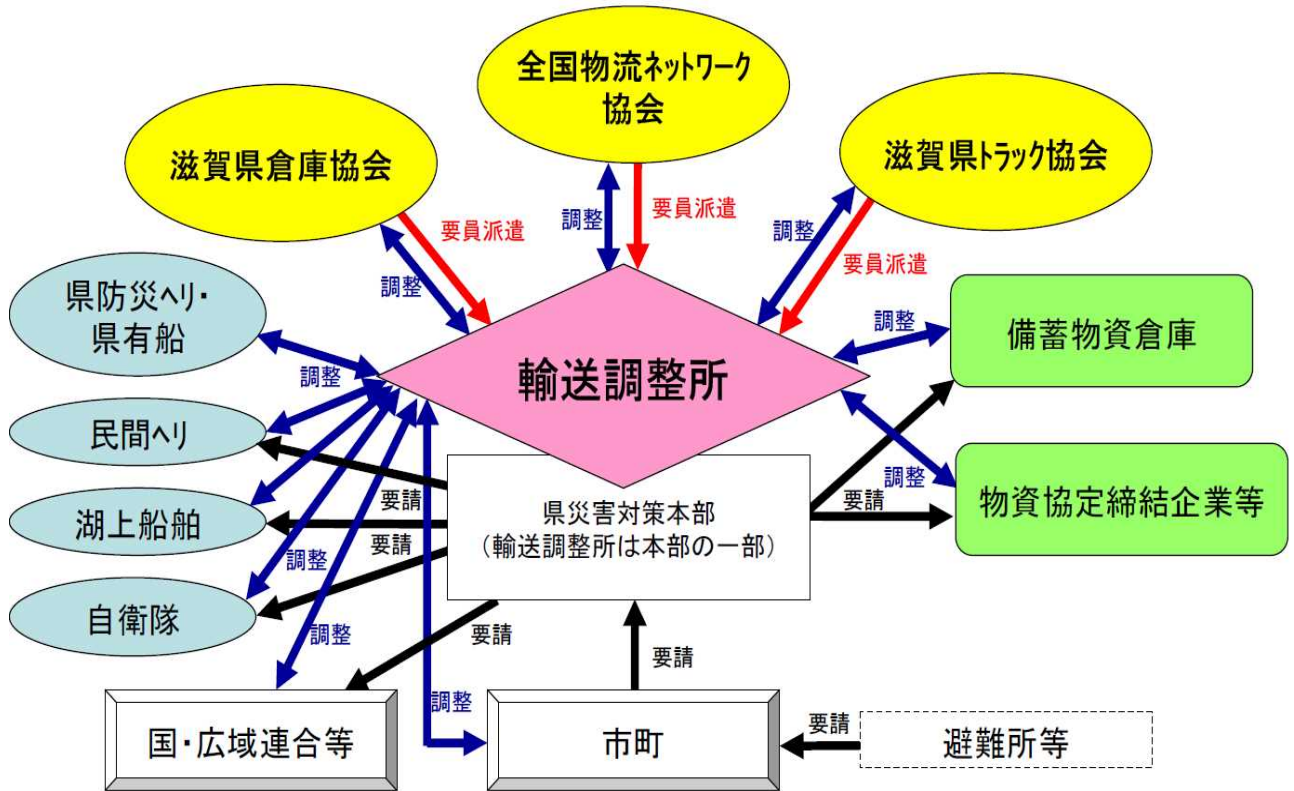 全国物流ネットワーク
協会
滋賀県倉庫協会
滋賀県トラック協会
要員派遣
調整
調整
要員派遣
調整
要員派遣
県防災ヘリ・
県有船
調整
民間ヘリ
湖上船舶
自衛隊
調整
調整
輸送調整所
調整
備蓄物資倉庫
調整
物資協定締結企業等
要請
県災害対策本部
(輸送調整所は本部の一部)
要請
要請
要請
要請
調整
国・広域連合等
市町
要請
避難所等